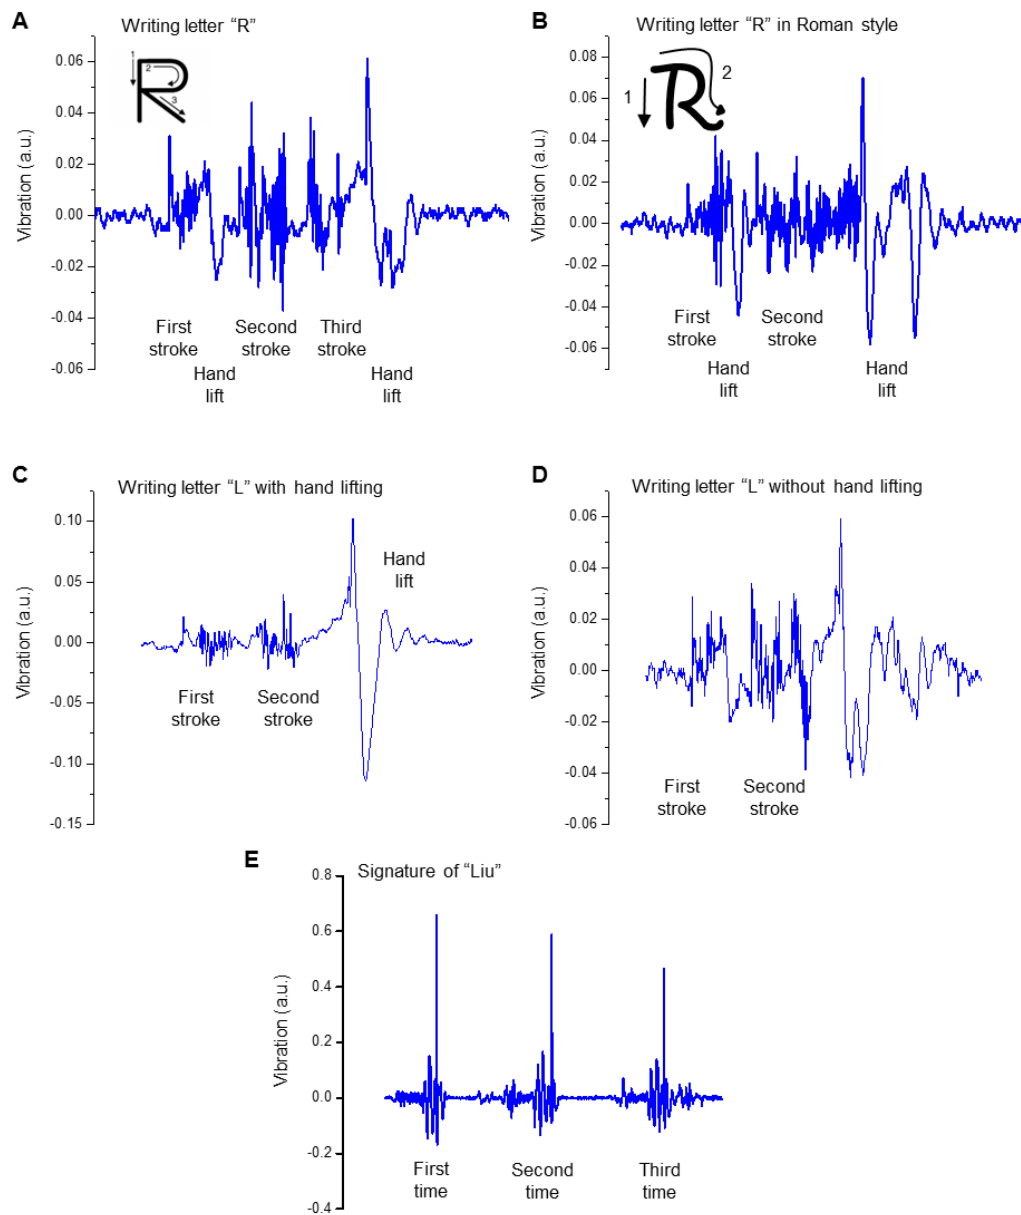 A
Writing letter “R”
Vibration (a.u.)
0.06
0.04
0.02
0.00
-0.02
-0.04
-0.06
1
2
3
First
stroke
Second
stroke
Third
stroke
Hand
lift
Hand
lift
B
Writing letter “R” in Roman style
Vibration (a.u.)
0.08
0.06
0.04
0.02
0.00
-0.02
-0.04
-0.06
1
R
2
First
stroke
Second
stroke
Hand
lift
Hand
lift
C
Writing letter “L” with hand lifting
Vibration (a.u.)
0.10
0.05
0.00
-0.05
-0.10
-0.15
Hand
lift
First
stroke
Second
stroke
D
Writing letter “L” without hand lifting
Vibration (a.u.)
0.06
0.04
0.02
0.00
-0.02
-0.04
-0.06
First
stroke
Second
stroke
E
Signature of “Liu”
Vibration (a.u.)
0.8
0.6
0.4
0.2
0.0
-0.2
-0.4
First
time
Second
time
Third
time